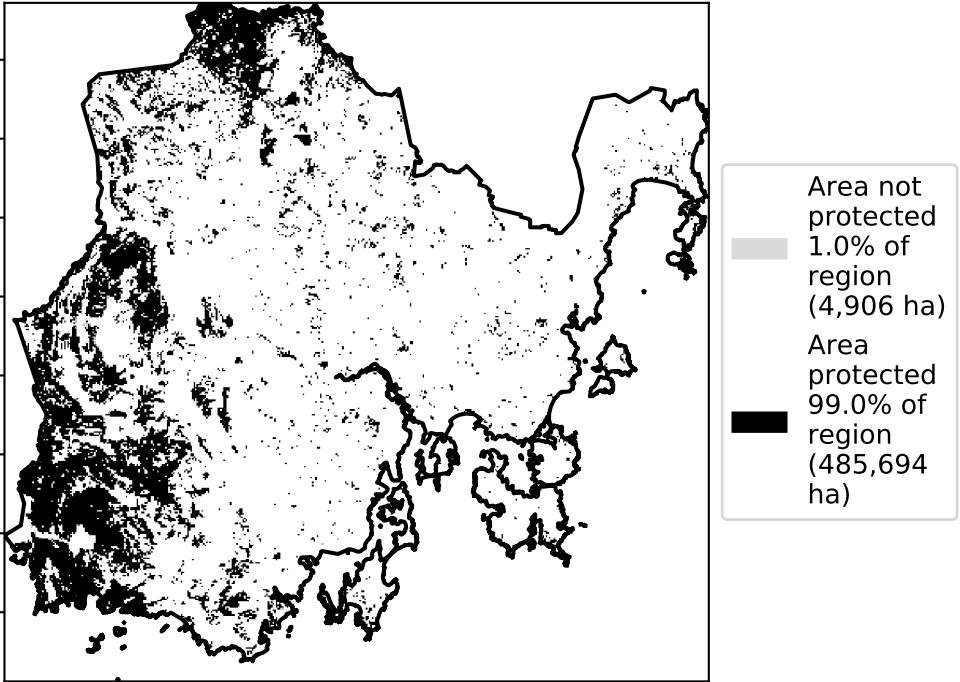 Area not
protected
1.0% of
region
(4,906 ha)
Area
protected
99.0% of
region
(485,694
ha)